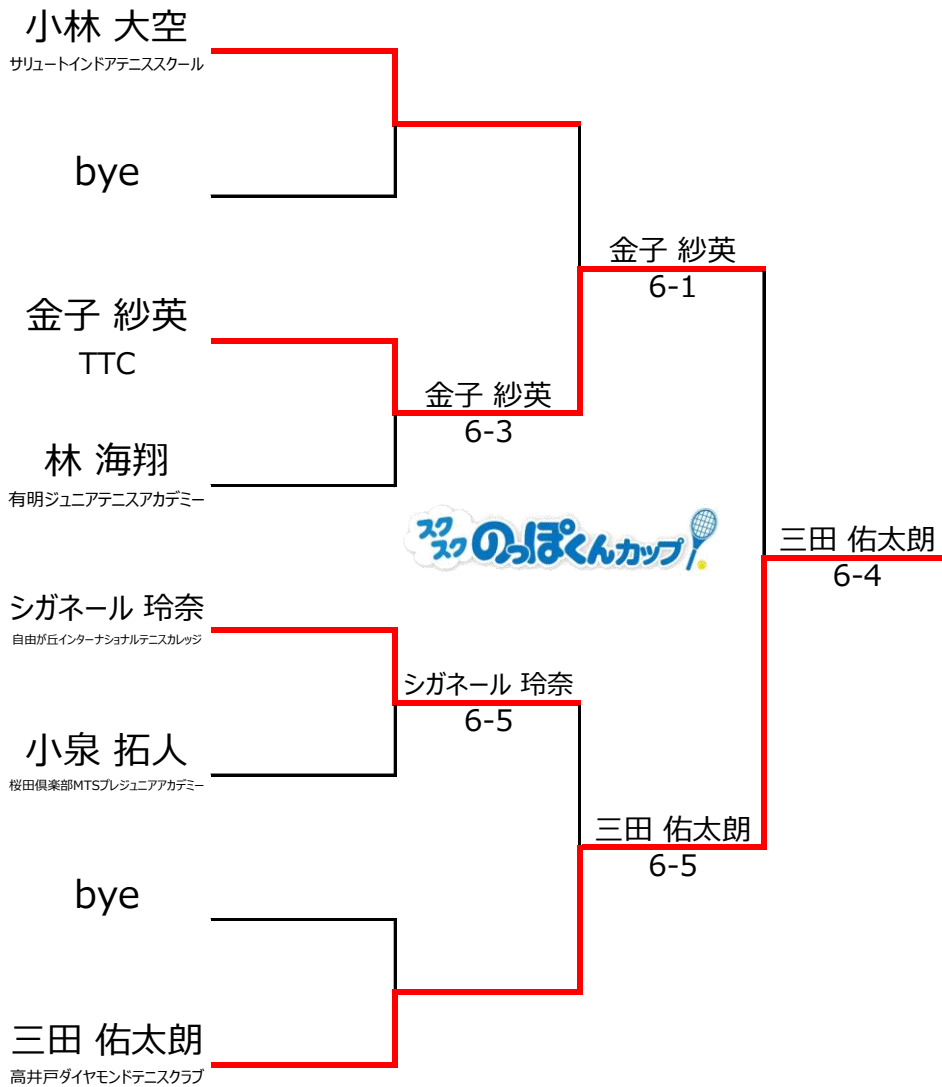 小林 大空
サリュートインドアテニススクール
bye
金子 紗英
6-1
金子 紗英
TTC
金子 紗英
6-3
林 海翔
有明ジュニアテニスアカデミー
スクスク のっぽくんカップ
三田 佑太朗
6-4
シガネール 玲奈
自由が丘インターナショナルテニスカレッジ
シガネール 玲奈
6-5
小泉 拓人
桜田倶楽部MTSプレジュニアアカデミー
三田 佑太朗
6-5
bye
三田 佑太朗
高井戸ダイヤモンドテニスクラブ